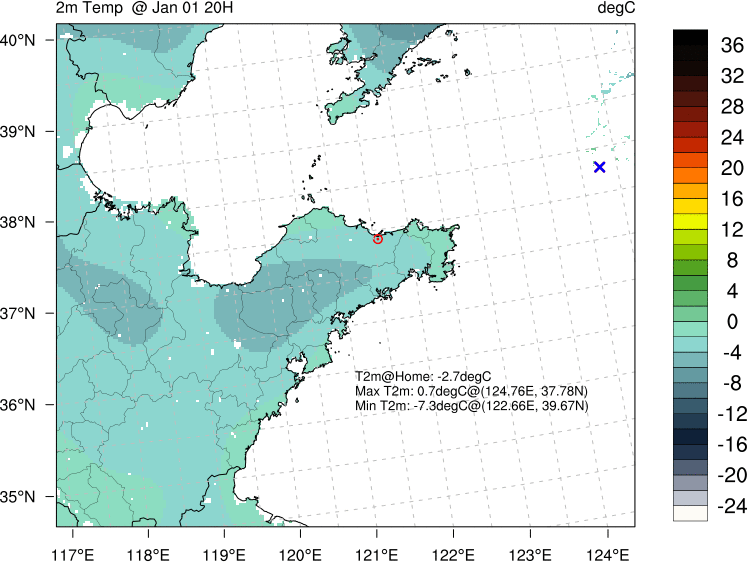 2m Temp @ Jan 01 20H
degC
40°N
39°N
38°N
37°N
36°N
35°N
T2m@Home: -2.7degC
Max T2m: 0.7degC@(124.76E, 37.78N)
Min T2m: -7.3degC@(122.66E, 39.67N)
117°E 118°E 119°E 120°E 121°E 122°E 123°E 124°E
36
32
28
24
20
16
12
8
4
0
-4
-8
-12
-16
-20
-24